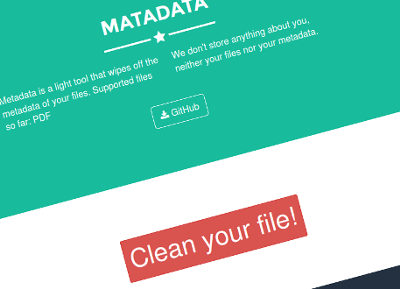 MATADATA
Metadata is a light tool that wipes off the
metadata of your files. Supported files
so far: PDF
We don't store anything about you,
neither your files nor your metadata.
GitHub
Clean your file!